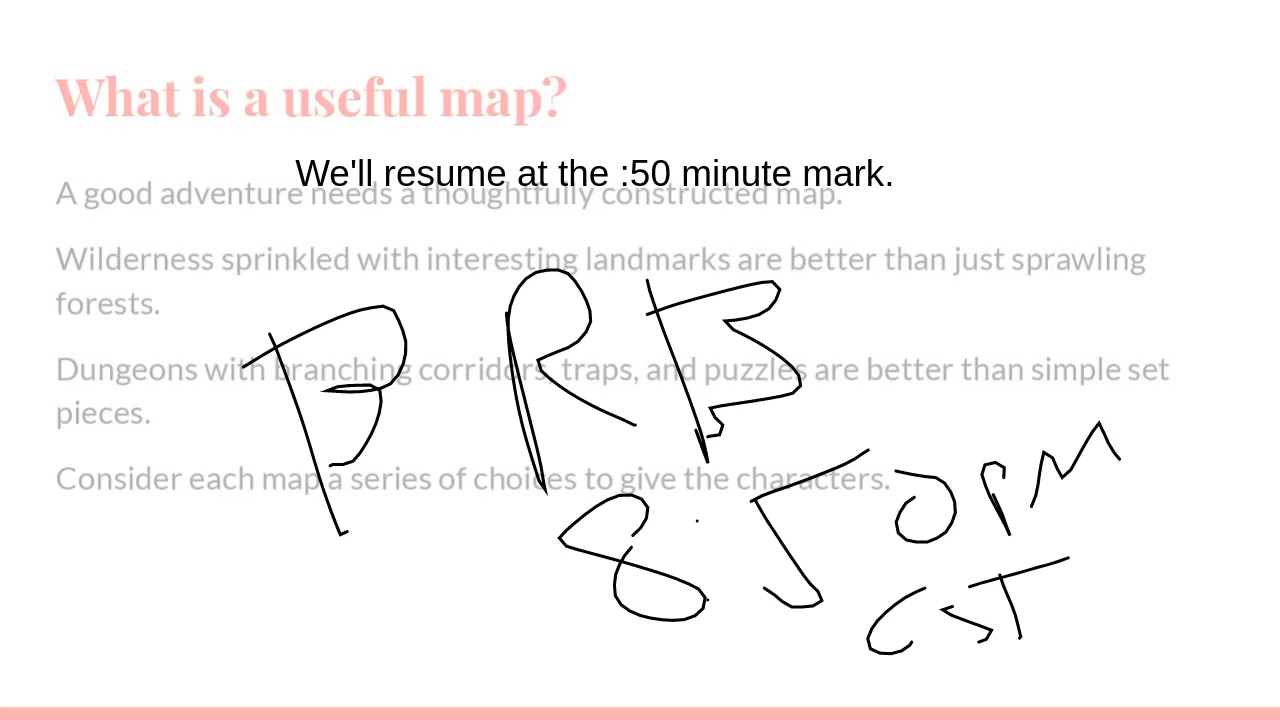 What is a useful map?
We'll resume at the :50 minute mark.
A good adventure needs a thoughtfully constructed map.
Wilderness sprinkled with interesting landmarks are better than just sprawling
forests.
Dungeons with branching corridors, traps, and puzzles are better than simple set
pieces.
Consider each map a series of choices to give the characters.
BRB
8 50 PM
CST